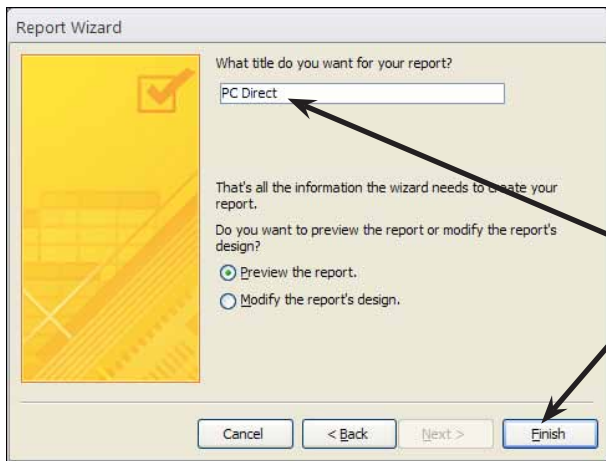 Report Wizard
What title do you want for your report?
PC Direct
That's all the information the wizard needs to create your
report.
Do you want to preview the report or modify the report's
design?
Preview the report.
Modify the report's design.
Cancel
< Back
Next >
Finish